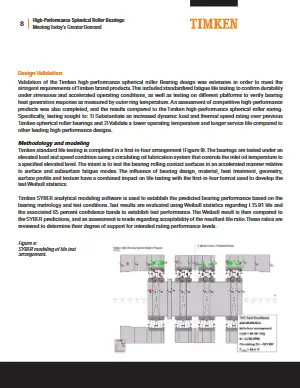 8
High-Performance Spherical Roller Bearings:
Meeting Today's Greater Demand
TIMKEN
Design Validation
Validation of the Timken high-performance spherical roller Bearing design was extensive in order to meet the
stringent requirements of Timken brand products. This included standardised fatigue life testing to confirm durability
under strenuous and accelerated operating conditions, as well as testing on different platforms to verify bearing
heat generation response as measured by outer ring temperature. An assessment of competitive high-performance
products was also completed, and the results compared to the Timken high-performance spherical roller earing.
Specifically, testing sought to: 1) Substantiate an increased dynamic load and thermal speed rating over previous
Timken spherical roller bearings and 2) Validate a lower operating temperature and longer service life compared to
other leading high-performance designs.
Methodology and modeling
Timken standard life testing is completed in a first-in-four arrangement (Figure 9). The bearings are tested under an
elevated load and speed condition using a circulating oil lubrication system that controls the inlet oil temperature to
a specified elevated level. The intent is to test the bearing rolling contact surfaces in an accelerated manner relative
to surface and subsurface fatigue modes. The influence of bearing design, material, heat treatment, geometry,
surface profile and texture have a combined impact on life testing with the first-in-four format used to develop the
test Weibull statistics.
Timken SYBER analytical modeling software is used to establish the predicted bearing performance based on the
bearing metrology and test conditions. Test results are evaluated using Weibull statistics regarding L15.91 life and
the associated 65 percent confidence bands to establish test performance. The Weibull result is then compared to
the SYBER predictions, and an assessment is made regarding acceptability of the resultant life ratio. These ratios are
reviewed to determine their degree of support for intended rating performance levels.
Figure 9:
SYBER modeling of life test
arrangement.